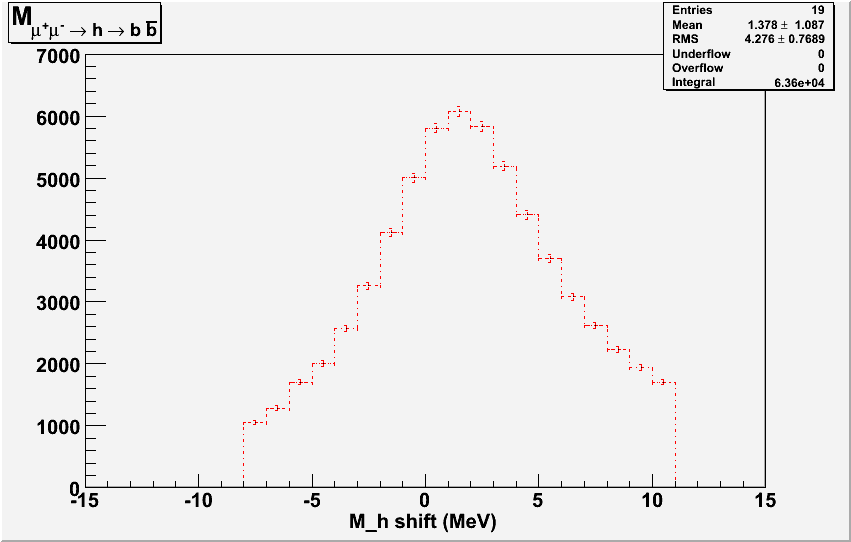 M μ⁺μ⁻ → h → b b̅
Entries 19
Mean 1.378 ± 1.087
RMS 4.276 ± 0.7689
Underflow 0
Overflow 0
Integral 6.36e+04
7000
6000
5000
4000
3000
2000
1000
0
-15 -10 -5 0 5 10 15
M_h shift (MeV)